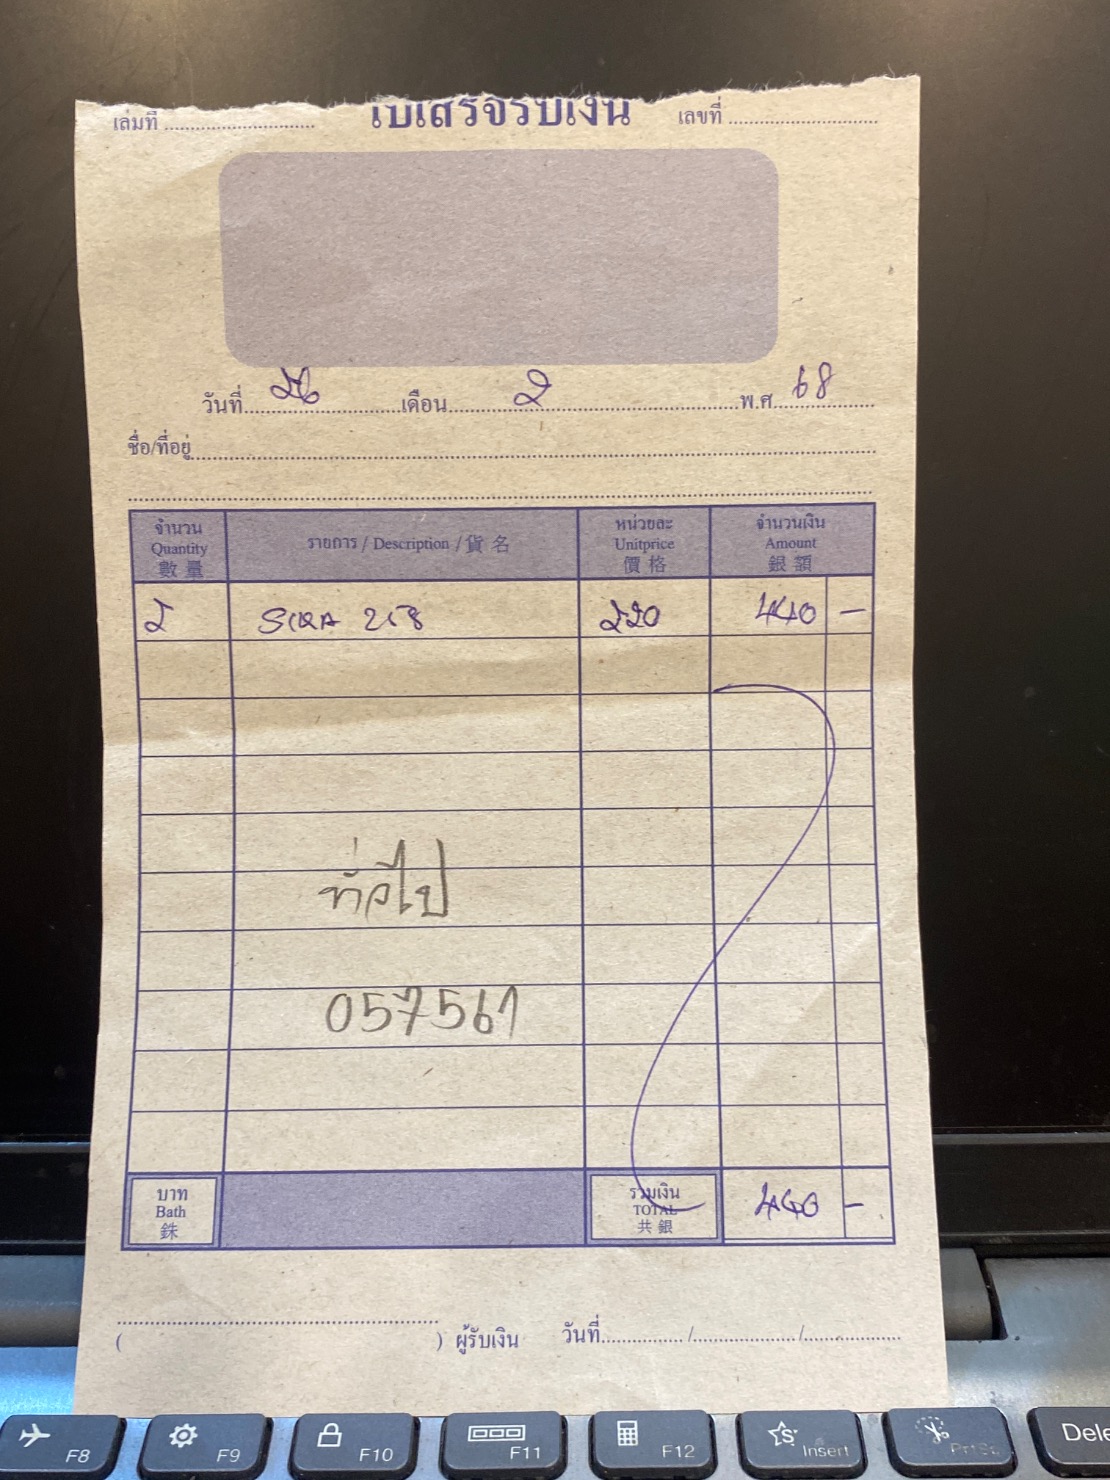 เล่มที่ ใบเสร็จรับเงิน เลขที่
วันที่ 26 เดือน 2 พ.ศ. 68
ชื่อ/ที่อยู่
จำนวน รายการ / Description / 貨名 หน่วยละ จำนวนเงิน
Quantity Unitprice Amount
數量 價格 銀額
2 220 440 –
ทั่วไป
057567
บาท รวมเงิน 440 –
Bath TOTAL
銖 共銀
( ) ผู้รับเงิน วันที่ / /
F8 F9 F10 F11 F12 Insert PrtSc Dele